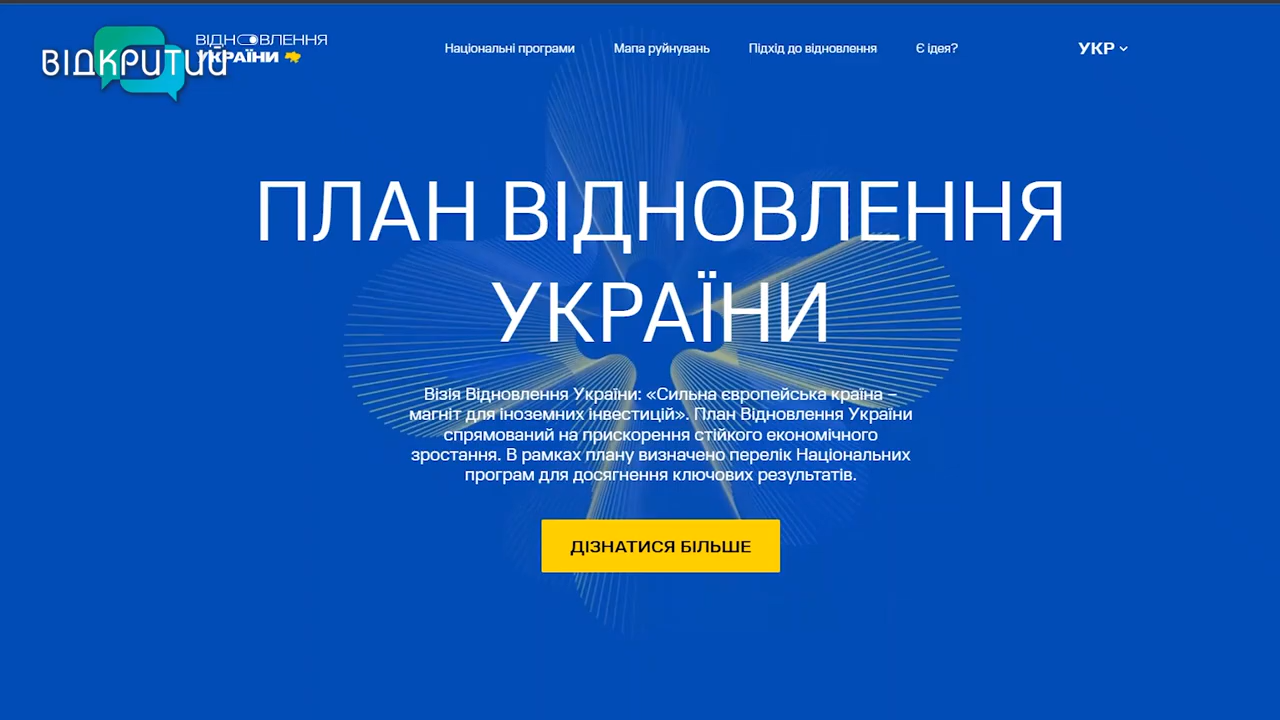 ВІДКРИТИЙ
ВІДНОВЛЕННЯ
УКРАЇНИ
Національні програми
Мапа руйнувань
Підхід до відновлення
Є ідея?
УКР
ПЛАН ВІДНОВЛЕННЯ
УКРАЇНИ
Візія Відновлення України: «Сильна європейська країна –
магніт для іноземних інвестицій». План Відновлення України
спрямований на прискорення стійкого економічного
зростання. В рамках плану визначено перелік Національних
програм для досягнення ключових результатів.
ДІЗНАТИСЯ БІЛЬШЕ